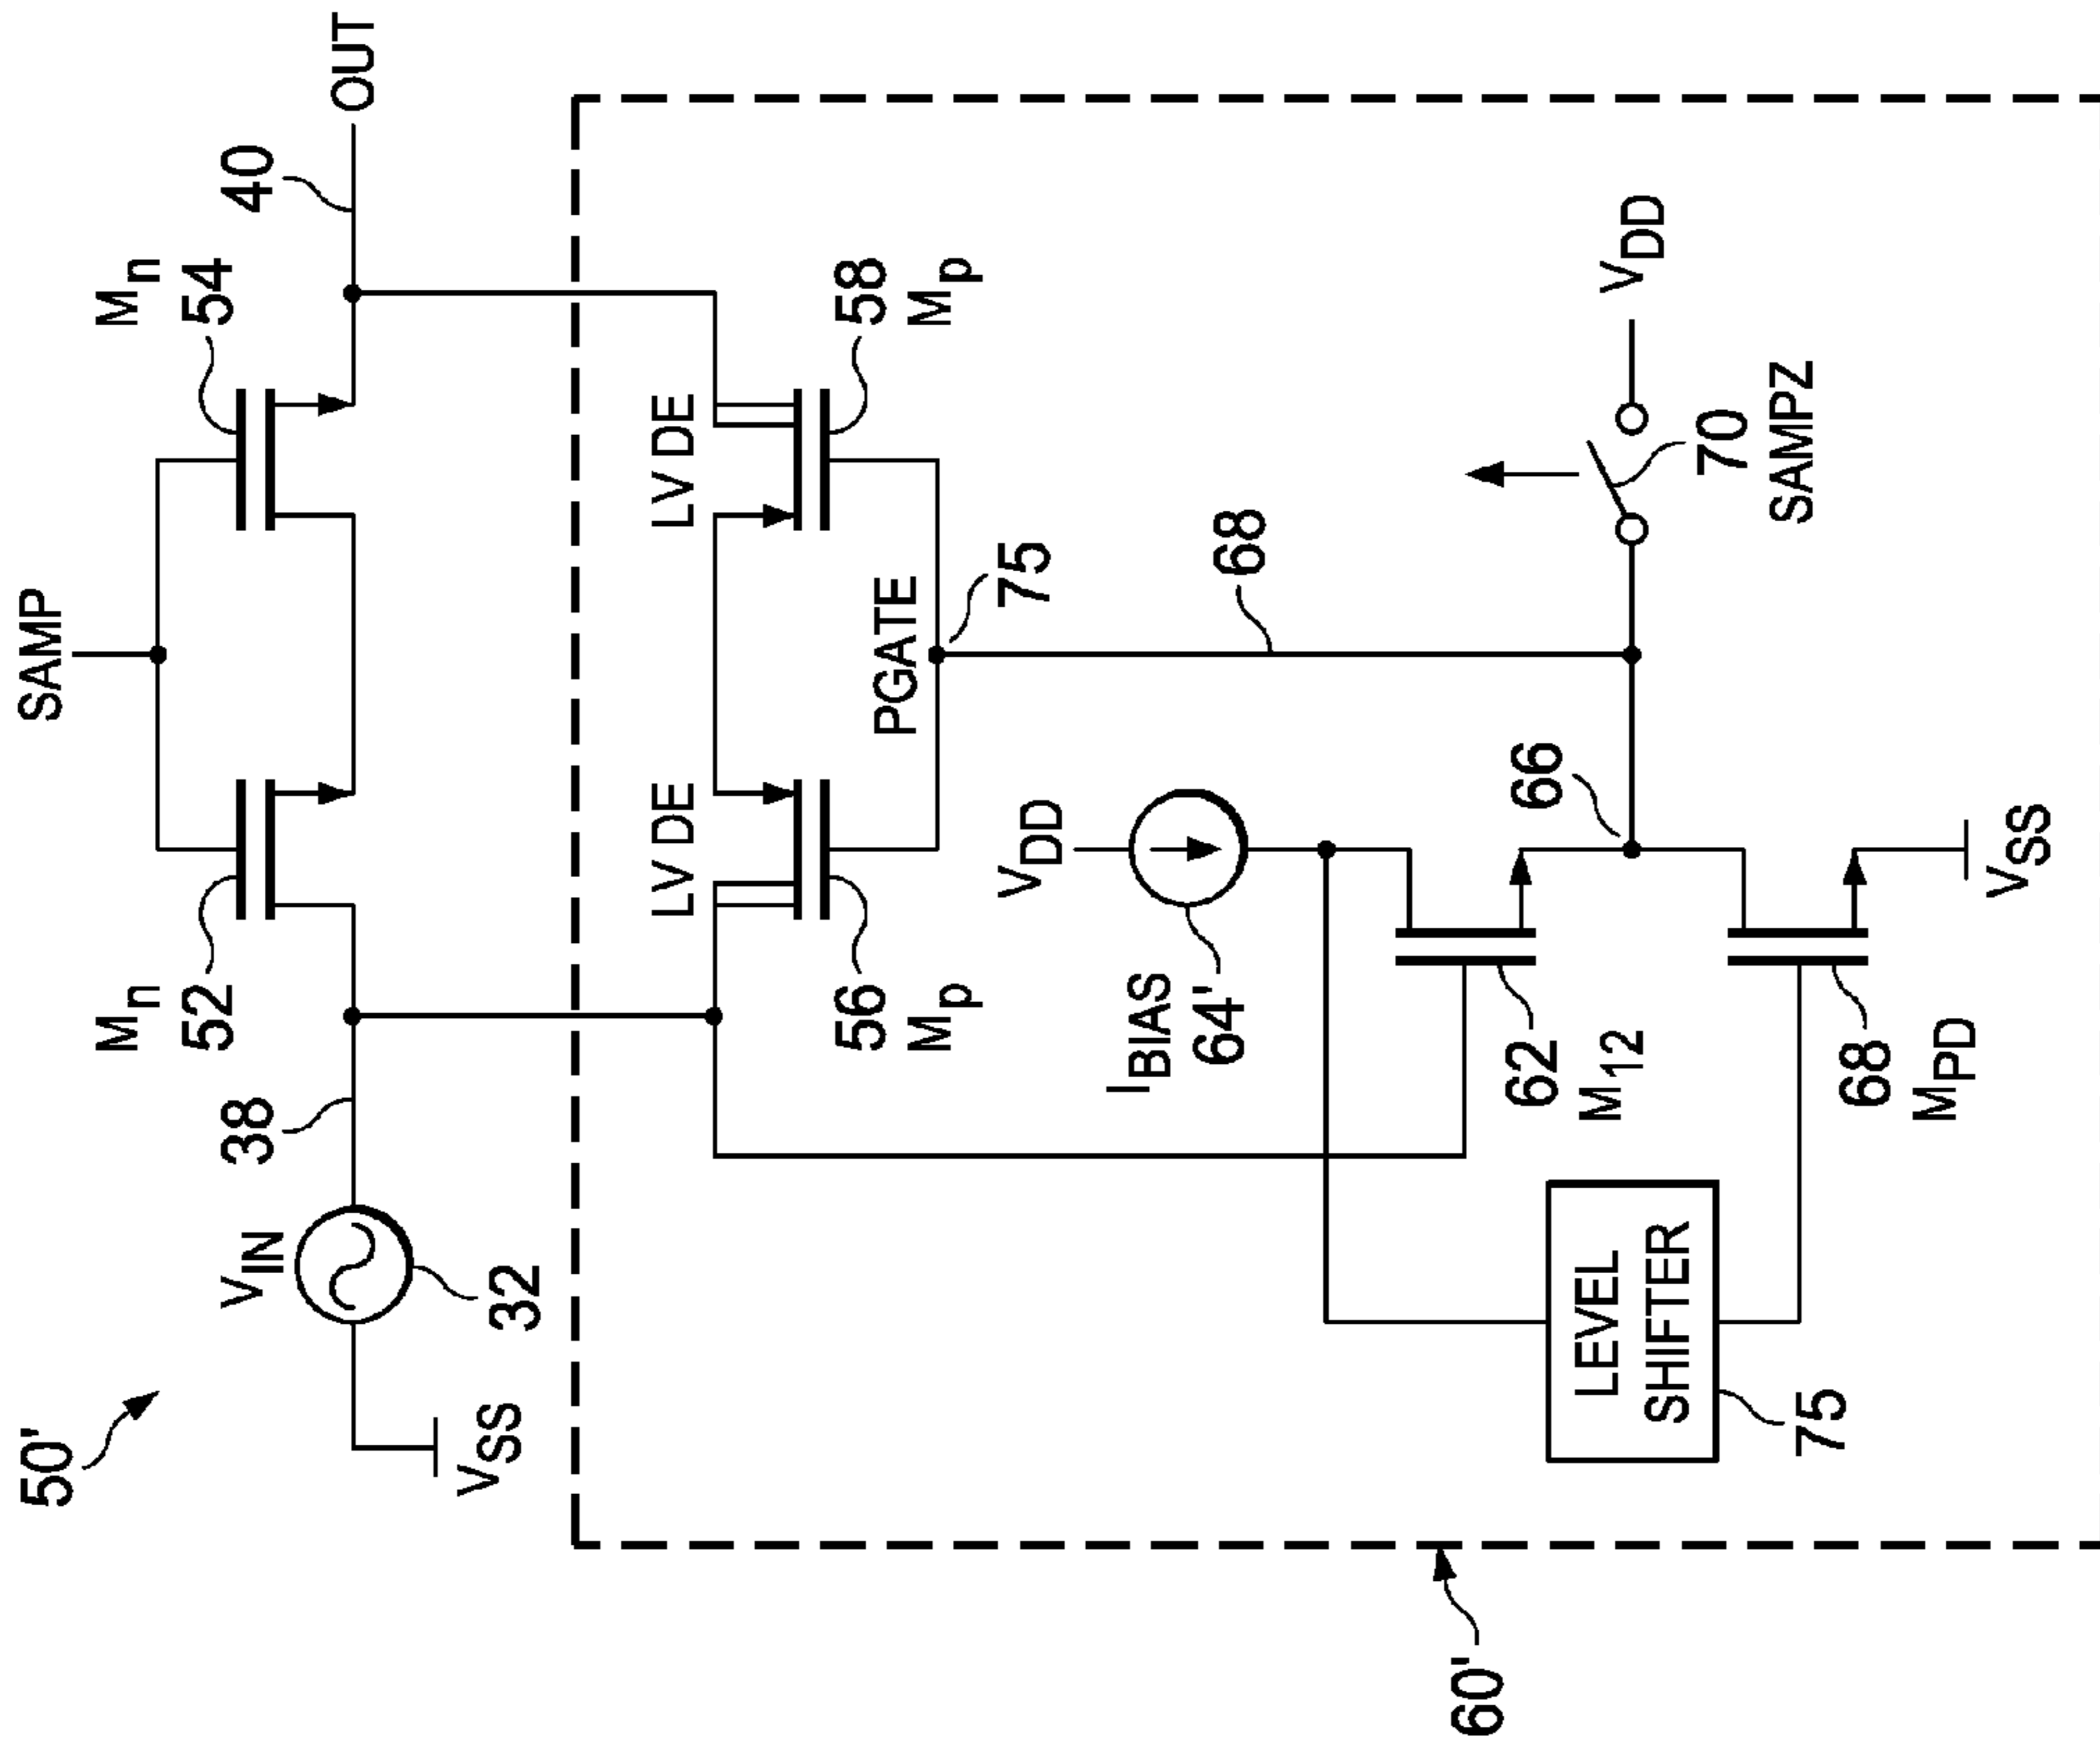 50'
SAMP
Mn
52
Mn
54
VIN
38
32
VSS
40
OUT
LV DE
LV DE
56
Mp
58
Mp
PGATE
75
VDD
IBIAS
64'
68
66
62
M12
LEVEL
SHIFTER
75
68
MPD
VSS
VDD
70
SAMPZ
60'